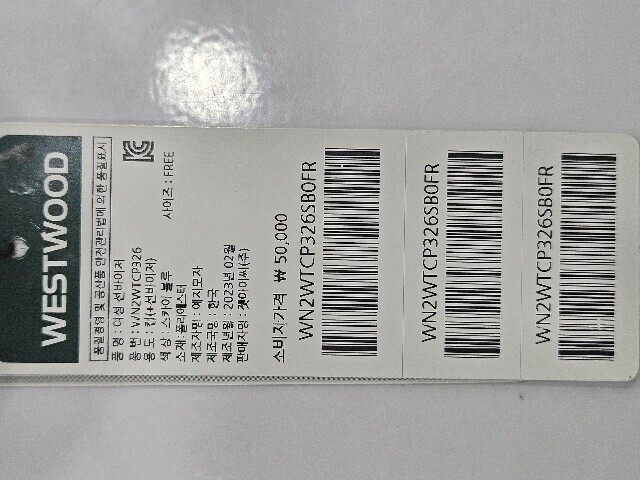 WESTWOOD
품질경영 및 공산품 안전관리법에 의한 품질표시
품 명 : 여성 선바이저
품번 : WN2WTCP326
용도 : 캡(+선바이저)
색 상 : 스카이 블루
사이즈 : FREE
소재 : 폴리에스터
제조자명 : 예지모자
제조국명 : 한국
제조년월 : 2023년 02월
판매자명 : 젯아이씨(주)
소비자가격 ₩ 50,000
WN2WTCP326SB0FR
WN2WTCP326SB0FR
WN2WTCP326SB0FR